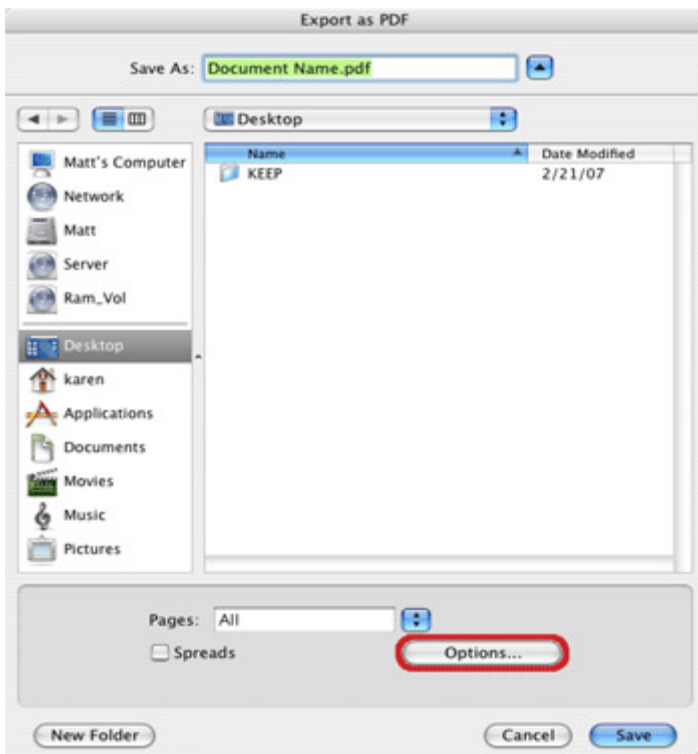 Export as PDF
Save As: Document Name.pdf
Desktop
Matt's Computer
Network
Matt
Server
Ram_Vol
Desktop
karen
Applications
Documents
Movies
Music
Pictures
Name Date Modified
KEEP 2/21/07
Pages: All
Spreads Options...
New Folder Cancel Save